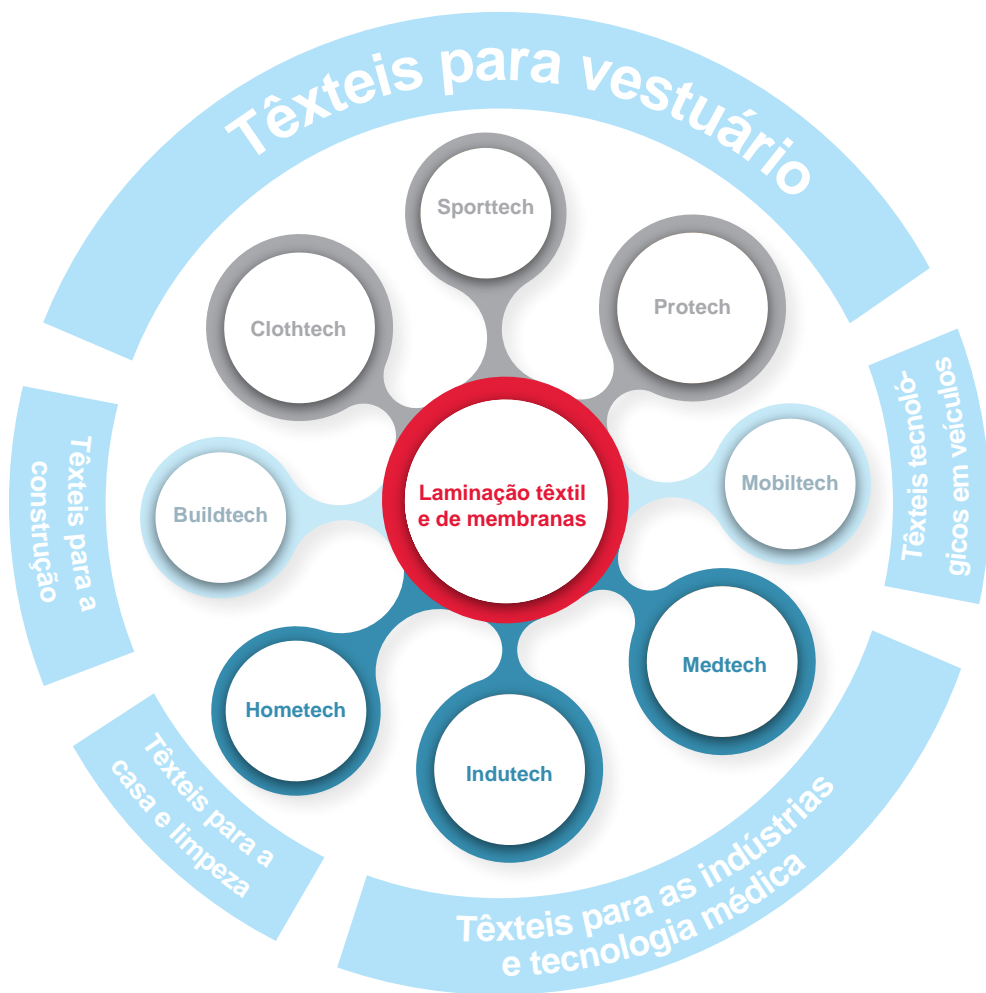 Têxteis para vestuário
Sporttech
Protech
Clothtech
Têxteis tecnoló-
gicos em veículos
Mobiltech
Laminação têxtil
e de membranas
Buildtech
Têxteis para a
construção
Medtech
Hometech
Indutech
Têxteis para a
casa e limpeza
Têxteis para as indústrias
e tecnologia médica